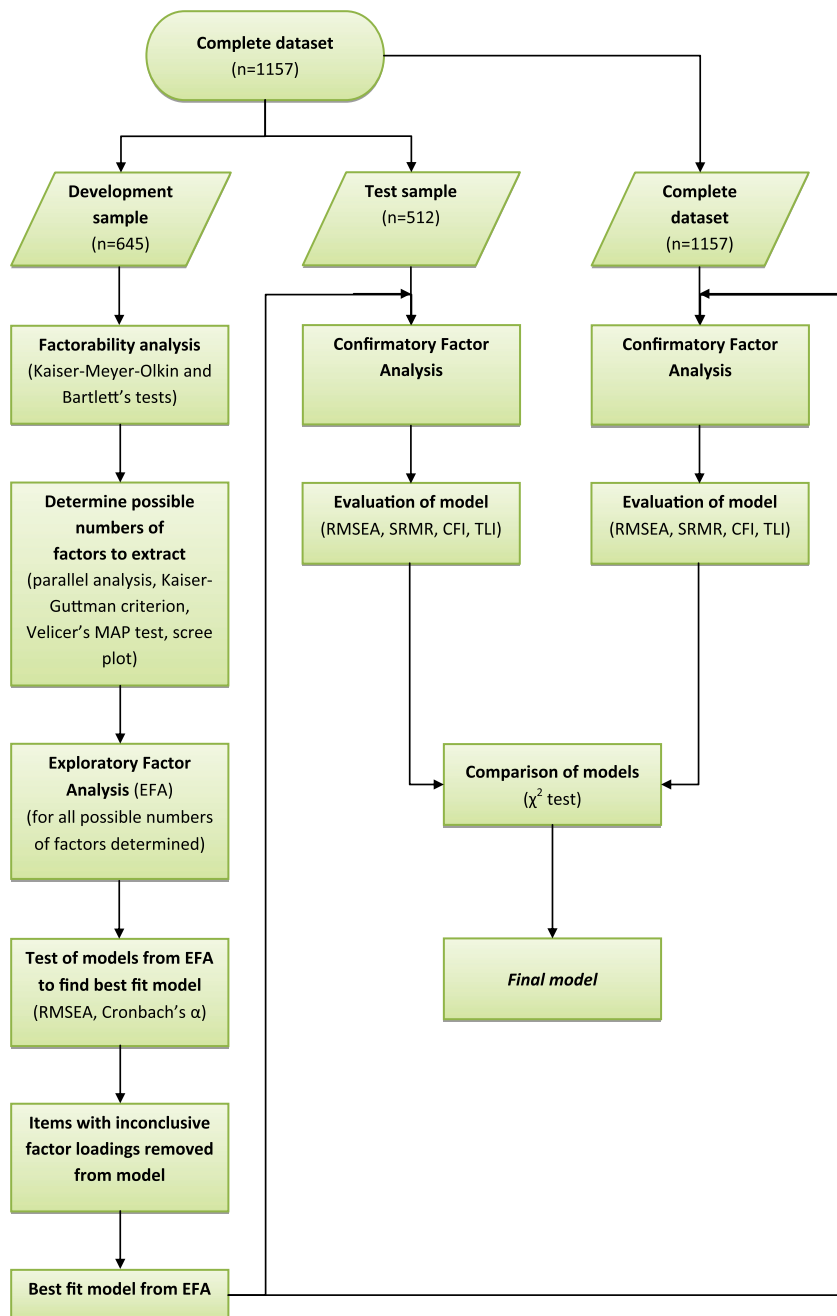 Complete dataset
(n=1157)
Development
sample
(n=645)
Test sample
(n=512)
Complete
dataset
(n=1157)
Factorability analysis
(Kaiser-Meyer-Olkin and
Bartlett's tests)
Confirmatory Factor
Analysis
Confirmatory Factor
Analysis
Determine possible
numbers of
factors to extract
(parallel analysis, Kaiser-
Guttman criterion,
Velicer's MAP test, scree
plot)
Evaluation of model
(RMSEA, SRMR, CFI, TLI)
Evaluation of model
(RMSEA, SRMR, CFI, TLI)
Exploratory Factor
Analysis (EFA)
(for all possible numbers
of factors determined)
Comparison of models
(χ² test)
Test of models from EFA
to find best fit model
(RMSEA, Cronbach's α)
Final model
Items with inconclusive
factor loadings removed
from model
Best fit model from EFA